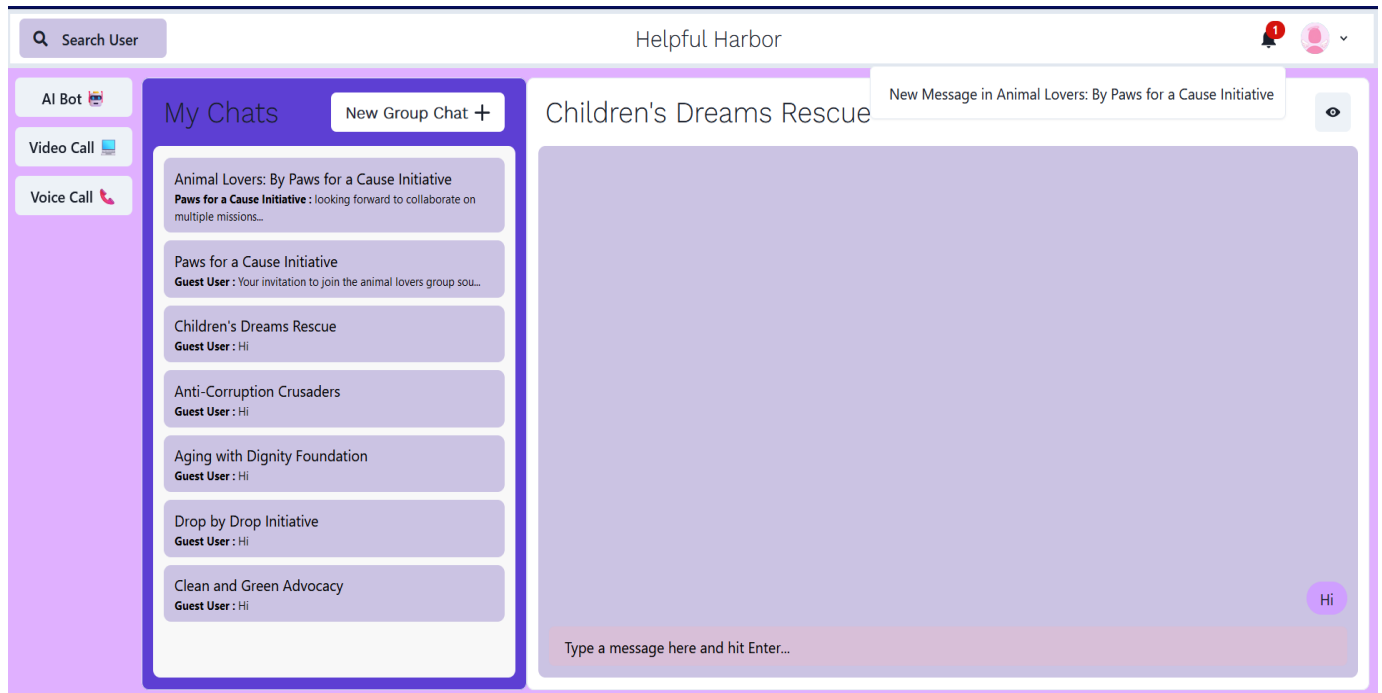 Search User
Helpful Harbor
1
New Message in Animal Lovers: By Paws for a Cause Initiative
AI Bot
Video Call
Voice Call
My Chats
New Group Chat +
Animal Lovers: By Paws for a Cause Initiative
Paws for a Cause Initiative : looking forward to collaborate on
multiple missions...
Paws for a Cause Initiative
Guest User : Your invitation to join the animal lovers group sou...
Children's Dreams Rescue
Guest User : Hi
Anti-Corruption Crusaders
Guest User : Hi
Aging with Dignity Foundation
Guest User : Hi
Drop by Drop Initiative
Guest User : Hi
Clean and Green Advocacy
Guest User : Hi
Children's Dreams Rescue
Hi
Type a message here and hit Enter...